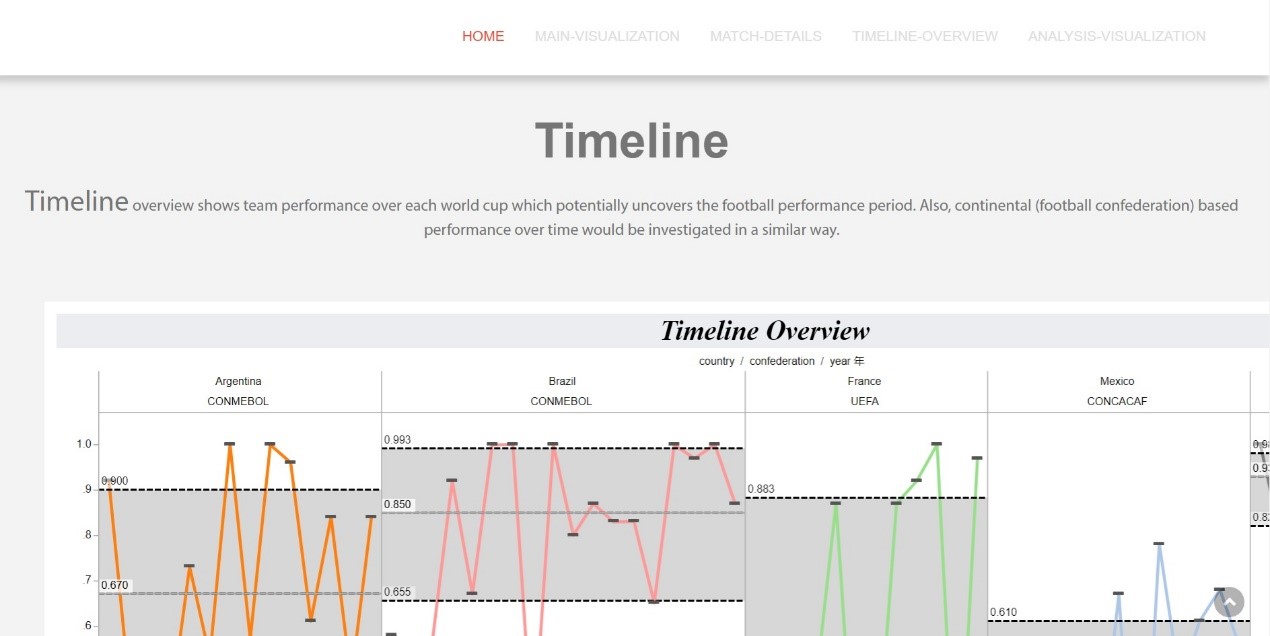 HOME MAIN-VISUALIZATION MATCH-DETAILS TIMELINE-OVERVIEW ANALYSIS-VISUALIZATION
Timeline
Timeline overview shows team performance over each world cup which potentially uncovers the football performance period. Also, continental (football confederation) based
performance over time would be investigated in a similar way.
Timeline Overview
country / confederation / year 年
Argentina Brazil France Mexico
CONMEBOL CONMEBOL UEFA CONCACAF
1.0 0.993
.9 0.900 0.883
0.850
.8
.7 0.670 0.655
.6 0.610